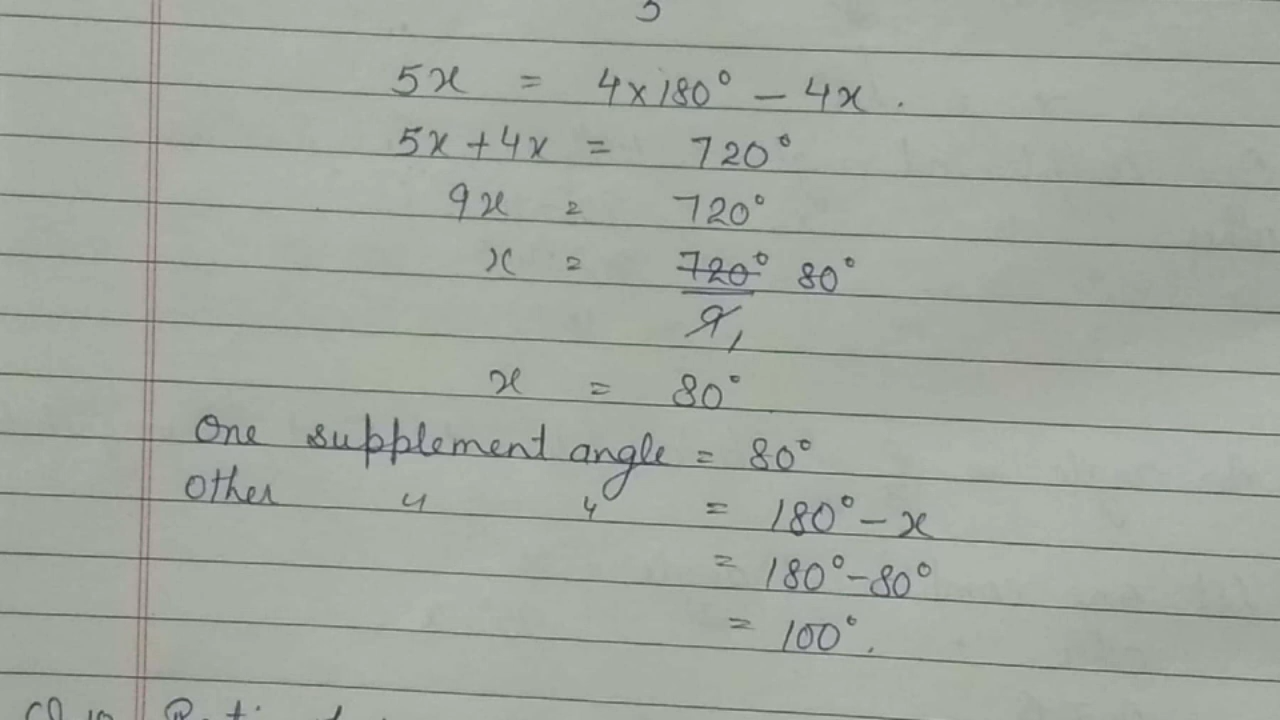 5
5x = 4×180° - 4x.
5x + 4x = 720°
9x = 720°
x = 720° 80°
9, 
x = 80°
One supplement angle = 80°
Other " " = 180° - x
= 180° - 80°
= 100°.